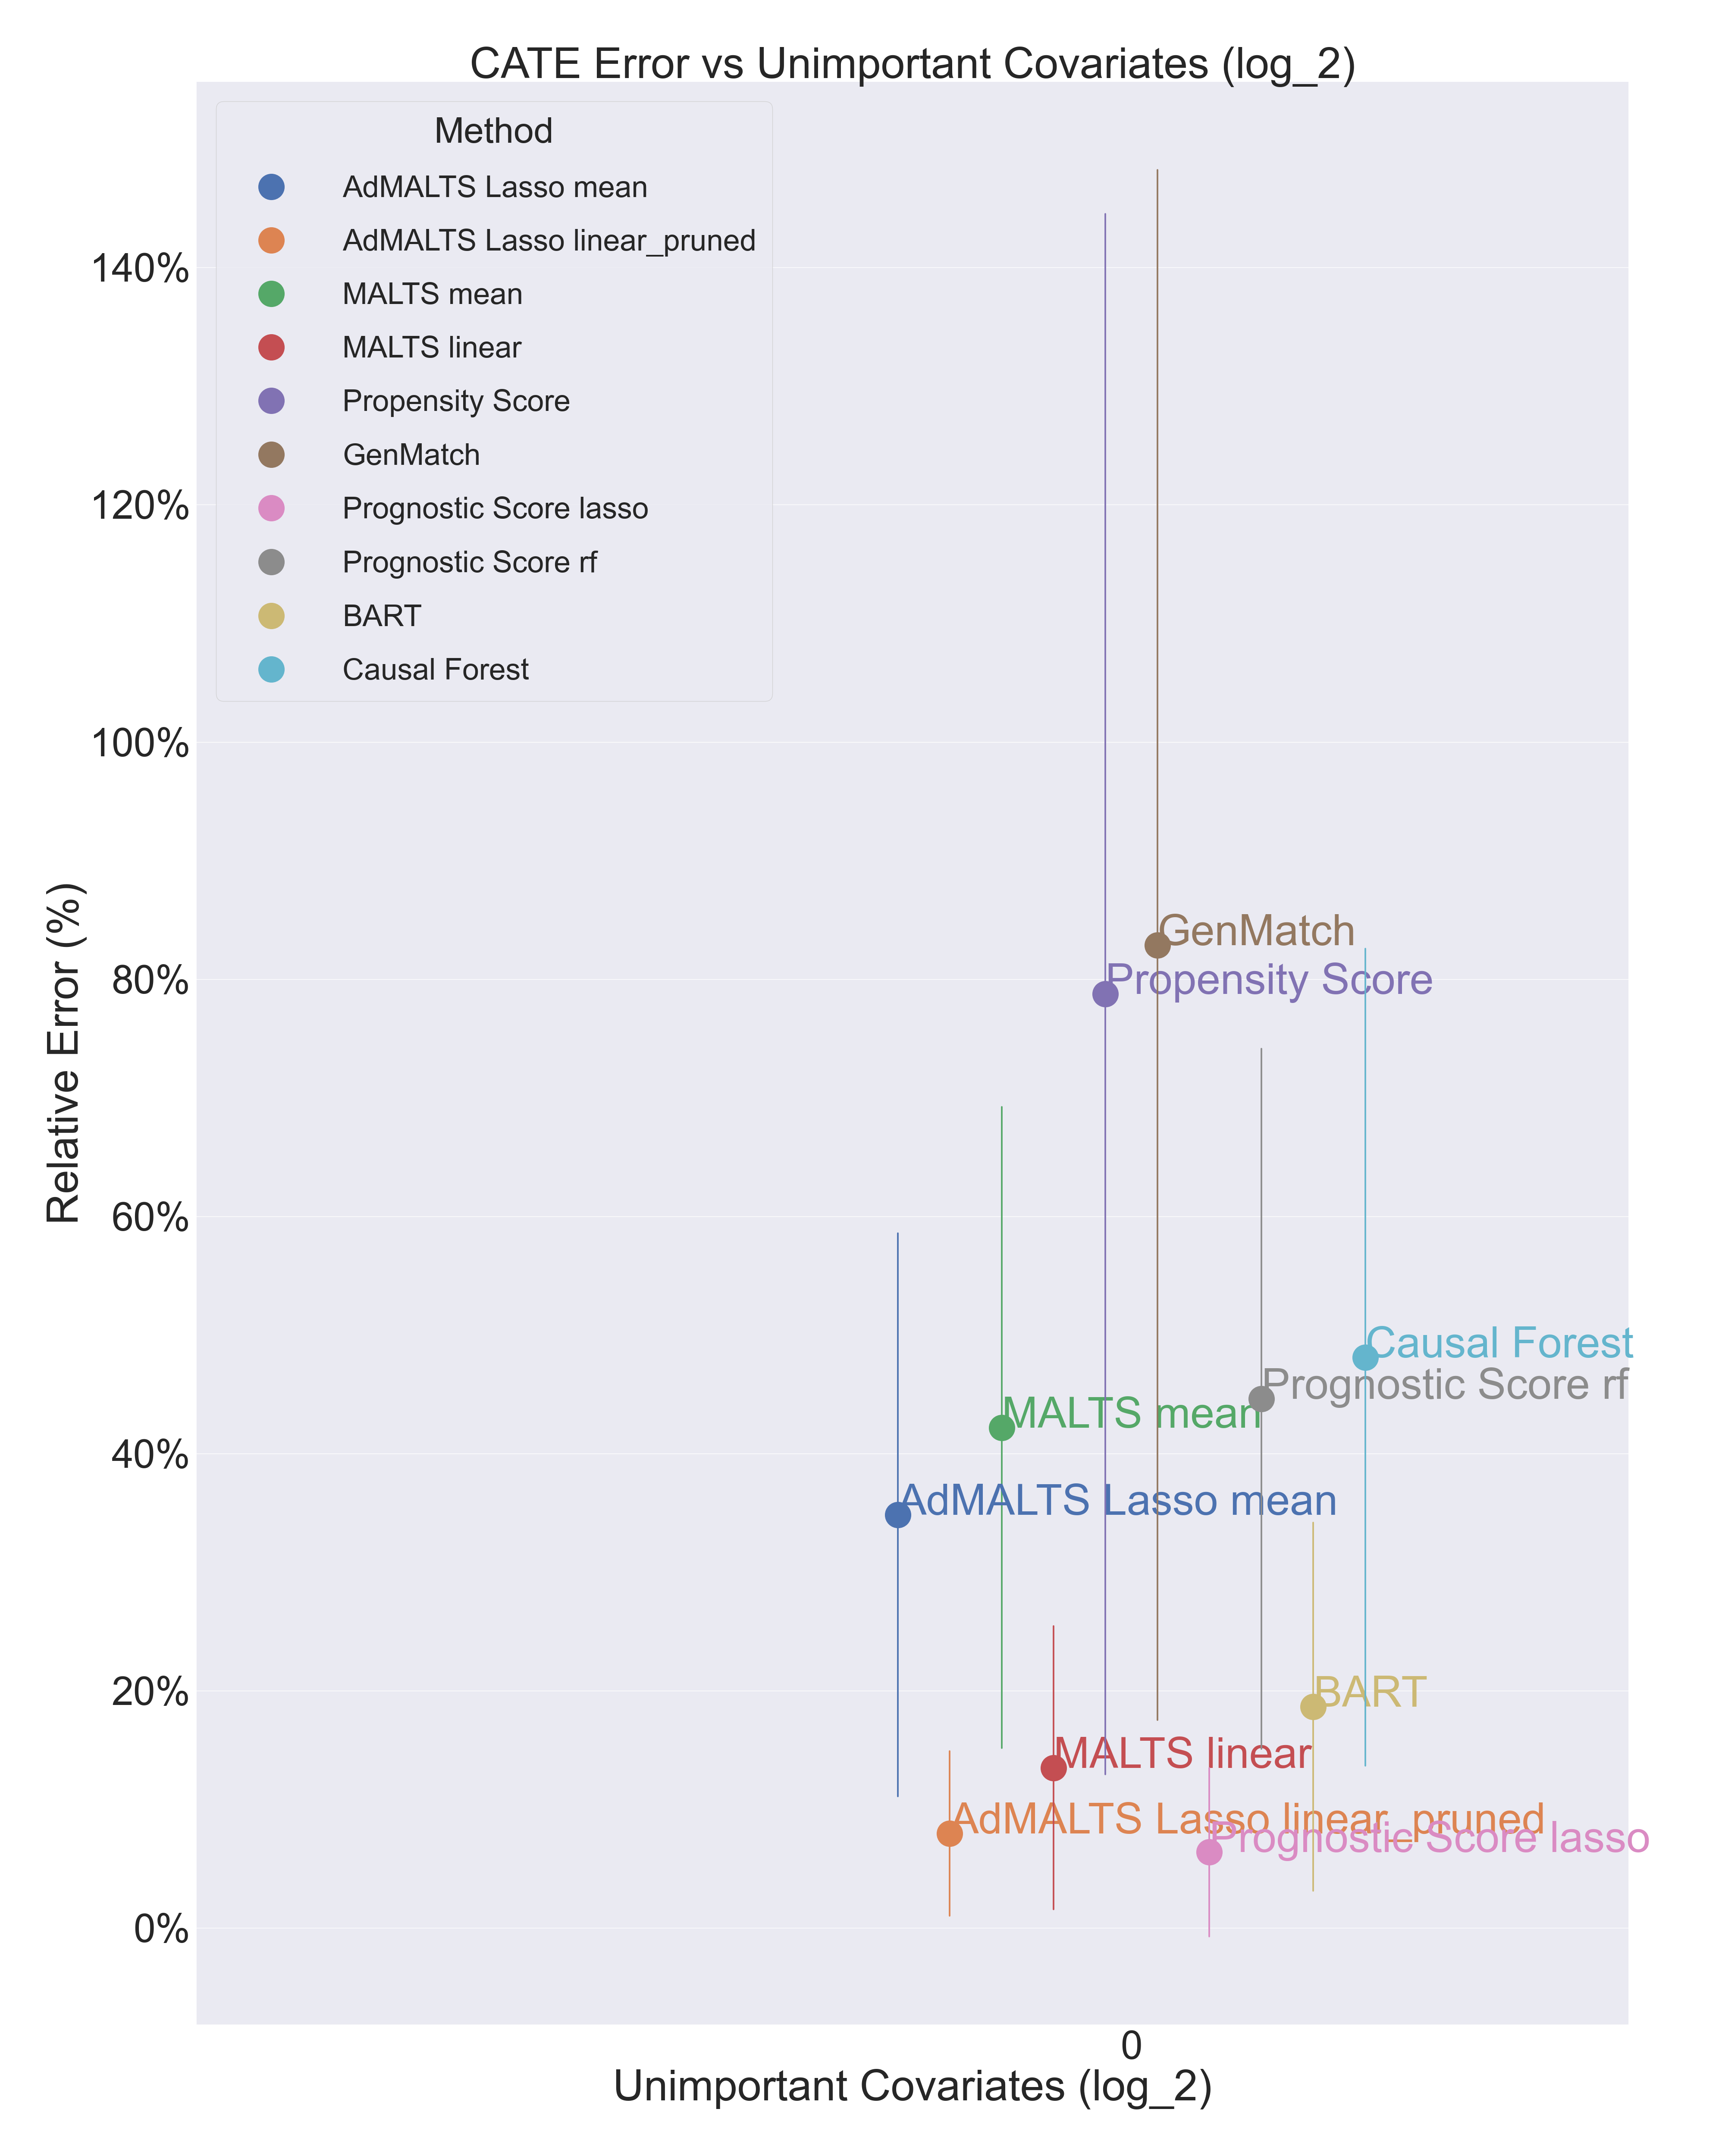 CATE Error vs Unimportant Covariates (log_2)
Method
AdMALTS Lasso mean
AdMALTS Lasso linear_pruned
MALTS mean
MALTS linear
Propensity Score
GenMatch
Prognostic Score lasso
Prognostic Score rf
BART
Causal Forest
Relative Error (%)
140%
120%
100%
80%
60%
40%
20%
0%
GenMatch
Propensity Score
Causal Forest
Prognostic Score rf
MALTS mean
AdMALTS Lasso mean
BART
MALTS linear
AdMALTS Lasso linear_pruned
Prognostic Score lasso
0
Unimportant Covariates (log_2)